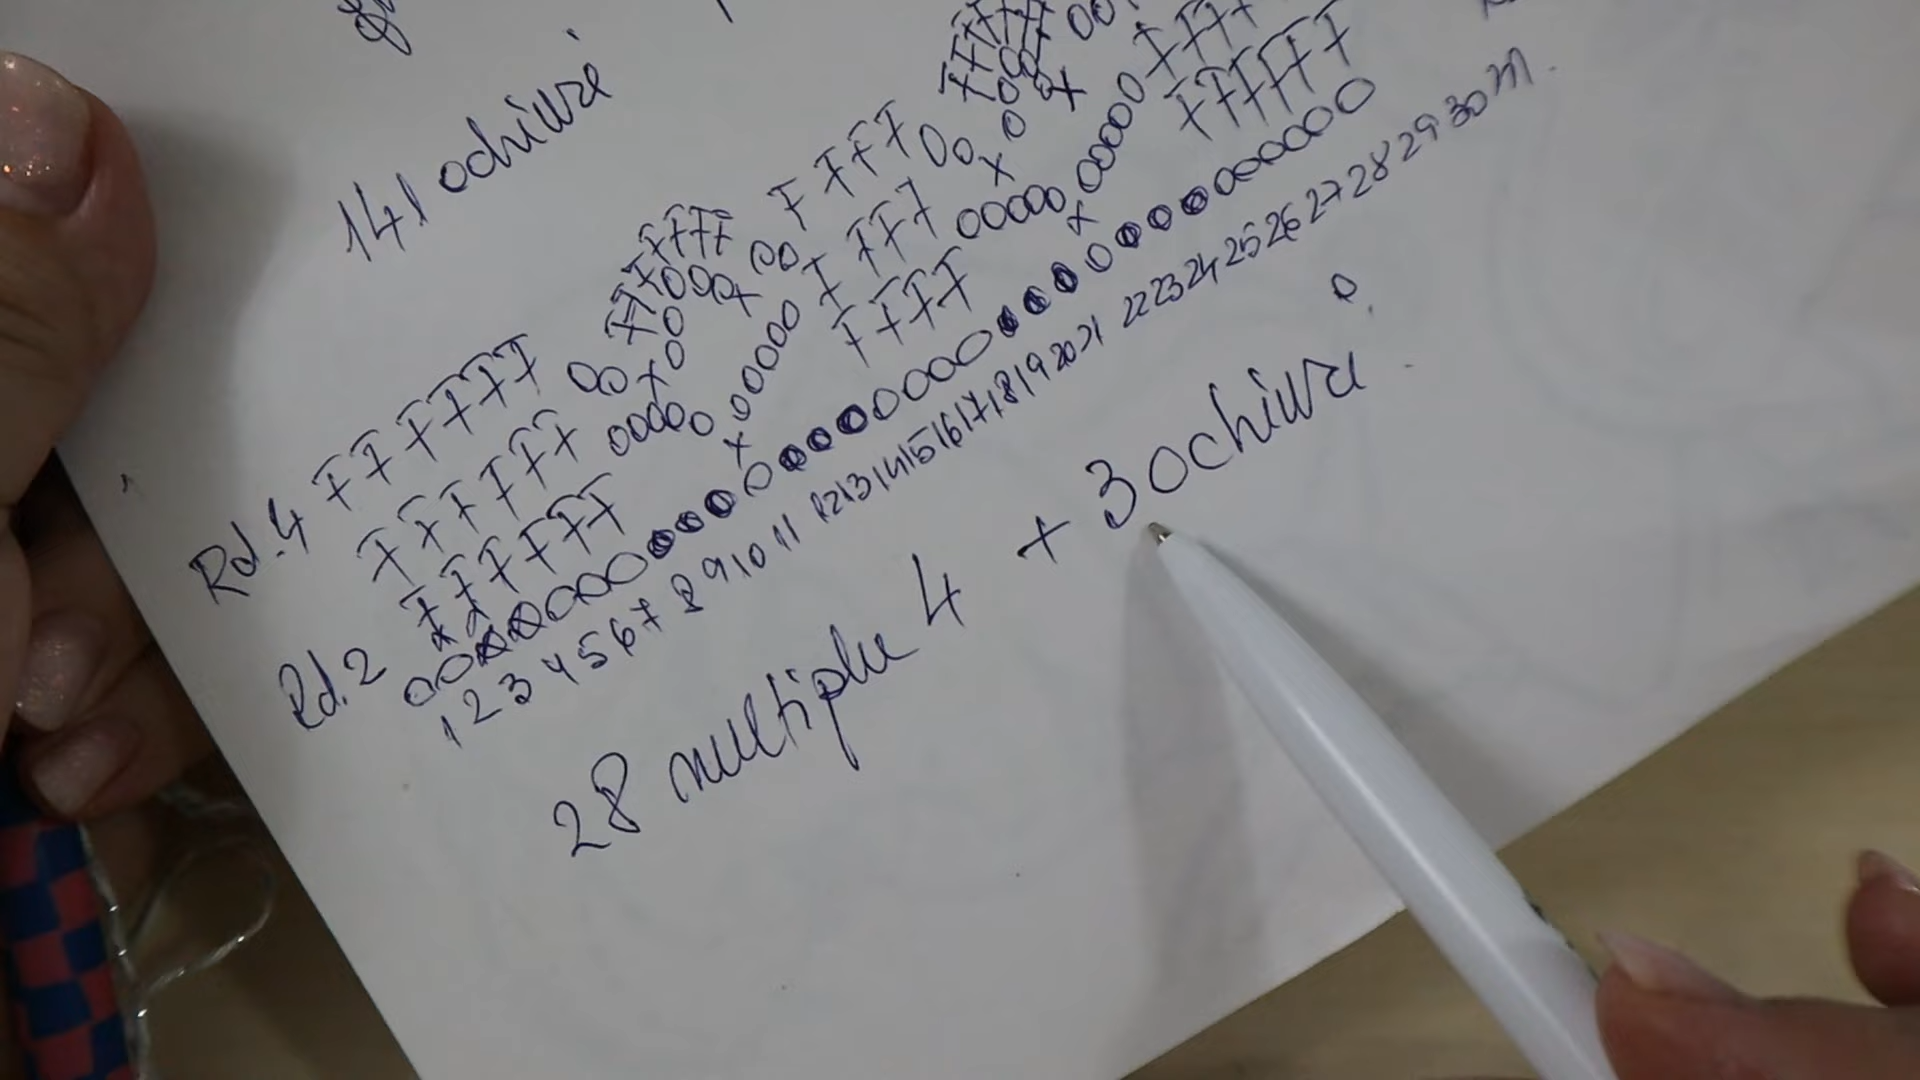 141 ochiuri
Rd.4
Rd.2
1 2 3 4 5 6 7 8 9 10 11 12 13 14 15 16 17 18 19 20 21 22 23 24 25 26 27 28 29 30 31
28 multiplu 4 + 3 ochiuri